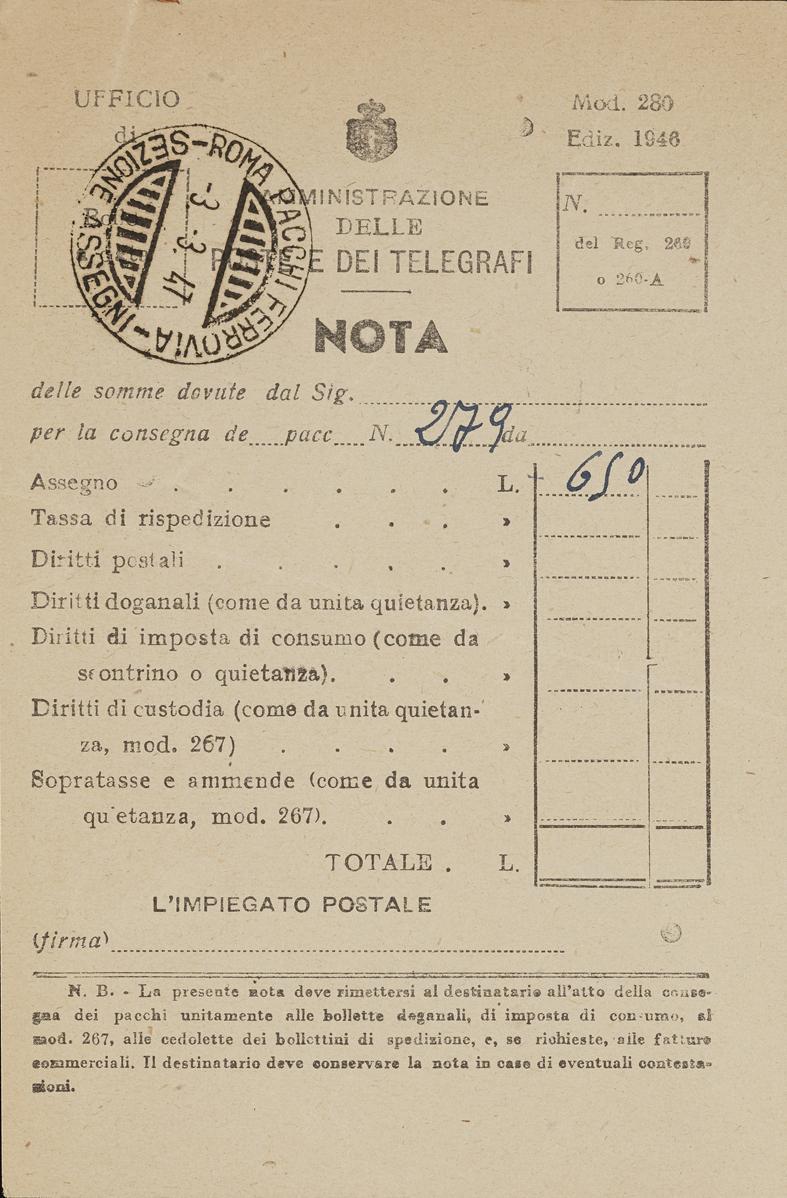 UFFICIO
di
Mod. 280
Ediz. 1946
SEZIONE - ROMA PACCHI FERROVIA - ASSEGNI
-3. 3. 47
AMMINISTRAZIONE
DELLE
POSTE E DEI TELEGRAFI
N.
del Reg. 260
o 260-A
NOTA
delle somme dovute dal Sig.
per la consegna de pacc N. 279 da
Assegno L. 650
Tassa di rispedizione »
Diritti postali »
Diritti doganali (come da unita quietanza). »
Diritti di imposta di consumo (come da
scontrino o quietanza). »
Diritti di custodia (come da unita quietan-
za, mod. 267) »
Sopratasse e ammende (come da unita
qu'etanza, mod. 267). »
TOTALE . L.
L'IMPIEGATO POSTALE
(firma)
N. B. - La presente nota deve rimettersi al destinatario all'atto della conse-
gna dei pacchi unitamente alle bollette doganali, di imposta di con-umo, al
mod. 267, alle cedolette dei bollettini di spedizione, e, se richieste, alle fatture
commerciali. Il destinatario deve conservare la nota in caso di eventuali contesta-
zioni.